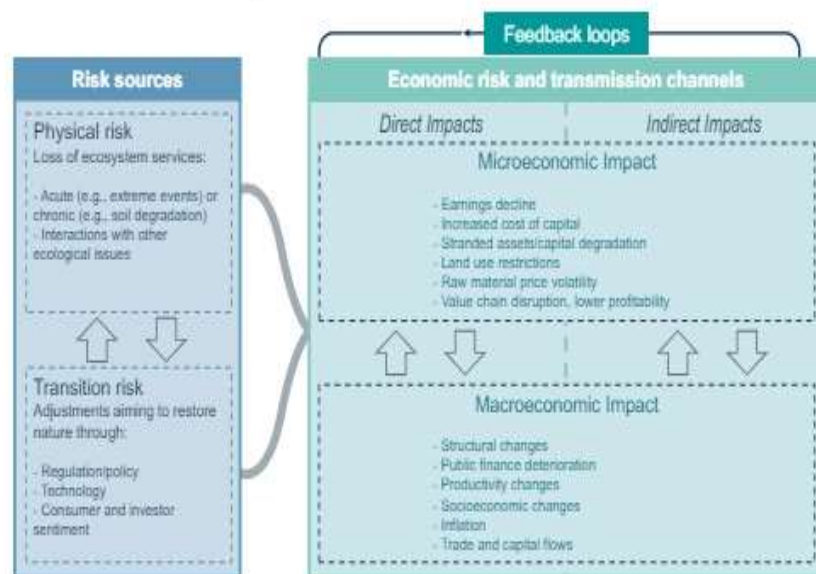 Feedback loops
Risk sources
Physical risk
Loss of ecosystem services:
- Acute (e.g., extreme events) or
chronic (e.g., soil degradation)
- Interactions with other
ecological issues
Transition risk
Adjustments aiming to restore
nature through:
- Regulation/policy
- Technology
- Consumer and investor
sentiment
Economic risk and transmission channels
Direct Impacts
Indirect Impacts
Microeconomic Impact
- Earnings decline
- Increased cost of capital
- Stranded assets/capital degradation
- Land use restrictions
- Raw material price volatility
- Value chain disruption, lower profitability
Macroeconomic Impact
- Structural changes
- Public finance deterioration
- Productivity changes
- Socioeconomic changes
- Inflation
- Trade and capital flows